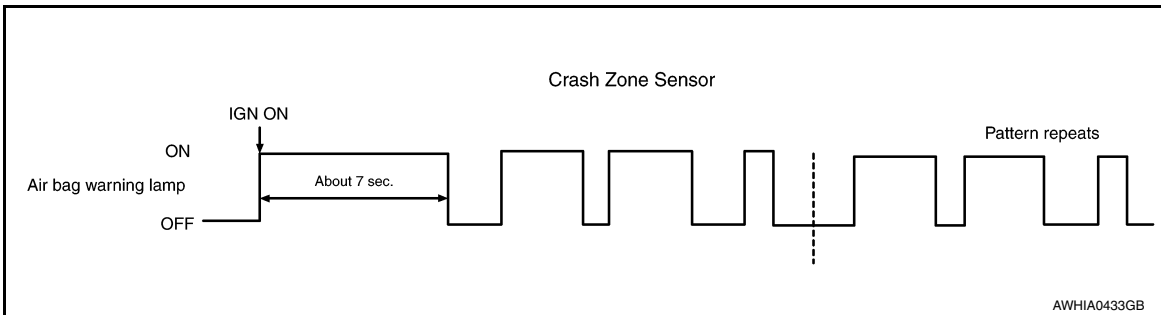 Crash Zone Sensor
IGN ON
Pattern repeats
ON
Air bag warning lamp
About 7 sec.
OFF
AWHIA0433GB